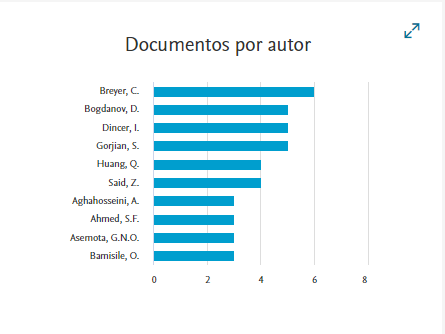 Documentos por autor
Breyer, C.
Bogdanov, D.
Dincer, I.
Gorjian, S.
Huang, Q.
Said, Z.
Aghahosseini, A.
Ahmed, S.F.
Asemota, G.N.O.
Bamisile, O.
0 2 4 6 8